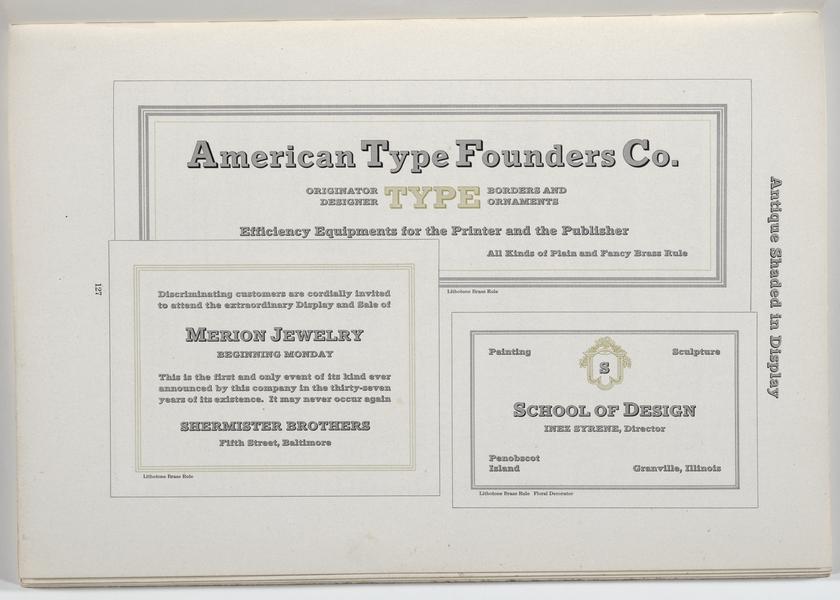 American Type Founders Co.
ORIGINATOR DESIGNER TYPE BORDERS AND ORNAMENTS
Efficiency Equipments for the Printer and the Publisher
All Kinds of Plain and Fancy Brass Rule
Lithotone Brass Rule
Discriminating customers are cordially invited
to attend the extraordinary Display and Sale of
MERION JEWELRY
BEGINNING MONDAY
This is the first and only event of its kind ever
announced by this company in the thirty-seven
years of its existence. It may never occur again
SHERMISTER BROTHERS
Fifth Street, Baltimore
Lithotone Brass Rule
Painting
Sculpture
S
SCHOOL OF DESIGN
INEZ SYRENE, Director
Penobscot
Island
Granville, Illinois
Lithotone Brass Rule Floral Decorator
Antique Shaded in Display
127